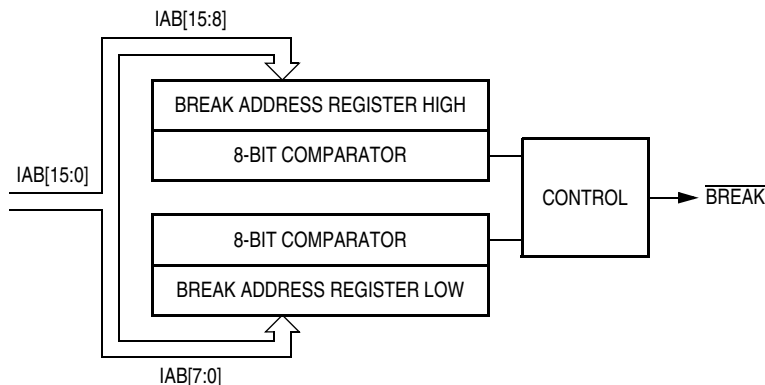 IAB[15:8]
BREAK ADDRESS REGISTER HIGH
8-BIT COMPARATOR
IAB[15:0]
CONTROL
BREAK
8-BIT COMPARATOR
BREAK ADDRESS REGISTER LOW
IAB[7:0]